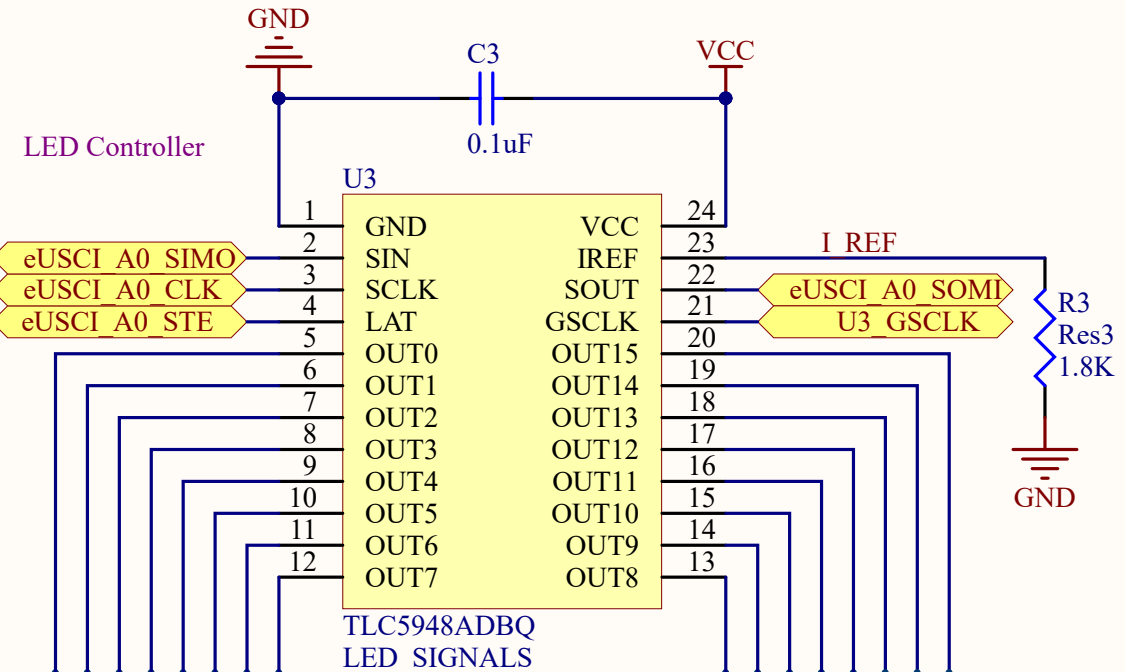 GND
C3
VCC
0.1uF
LED Controller
U3
1 GND VCC 24
eUSCI_A0_SIMO 2 SIN IREF 23 I_REF
eUSCI_A0_CLK 3 SCLK SOUT 22 eUSCI_A0_SOMI
eUSCI_A0_STE 4 LAT GSCLK 21 U3_GSCLK
R3
Res3
1.8K
5 OUT0 OUT15 20
6 OUT1 OUT14 19
7 OUT2 OUT13 18
8 OUT3 OUT12 17
9 OUT4 OUT11 16
10 OUT5 OUT10 15
11 OUT6 OUT9 14
12 OUT7 OUT8 13
GND
TLC5948ADBQ
LED_SIGNALS